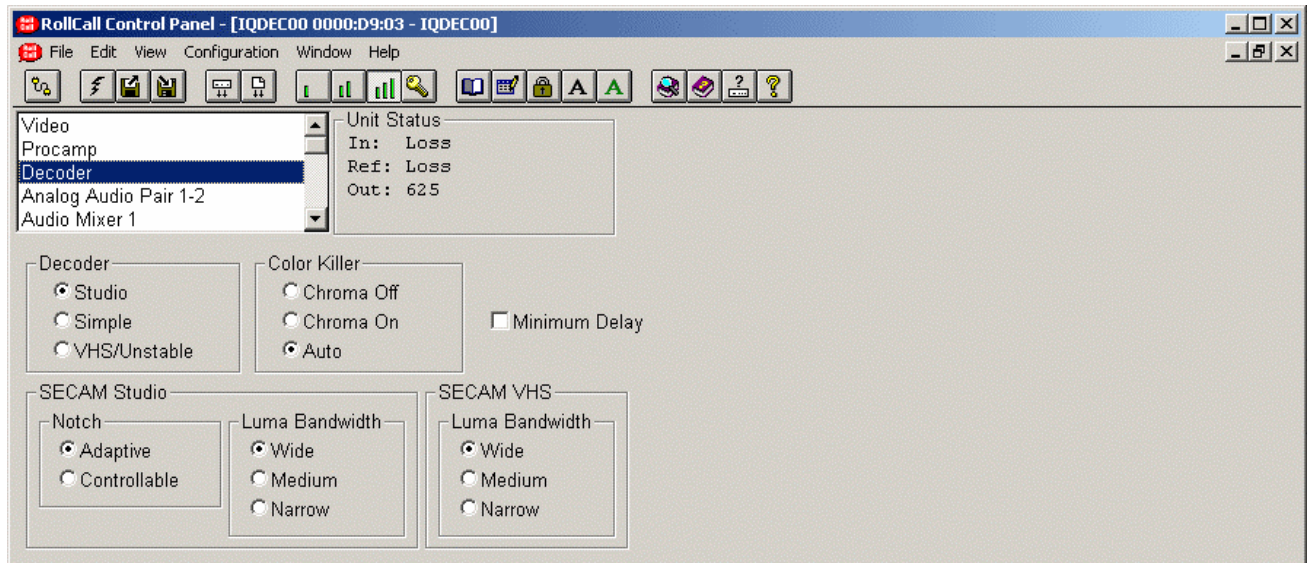 RollCall Control Panel - [IQDEC00 0000:D9:03 - IQDEC00]
File Edit View Configuration Window Help
A A
Video
Procamp
Decoder
Analog Audio Pair 1-2
Audio Mixer 1
Unit Status
In: Loss
Ref: Loss
Out: 625
Decoder
Studio
Simple
VHS/Unstable
Color Killer
Chroma Off
Chroma On
Auto
Minimum Delay
SECAM Studio
Notch
Adaptive
Controllable
Luma Bandwidth
Wide
Medium
Narrow
SECAM VHS
Luma Bandwidth
Wide
Medium
Narrow